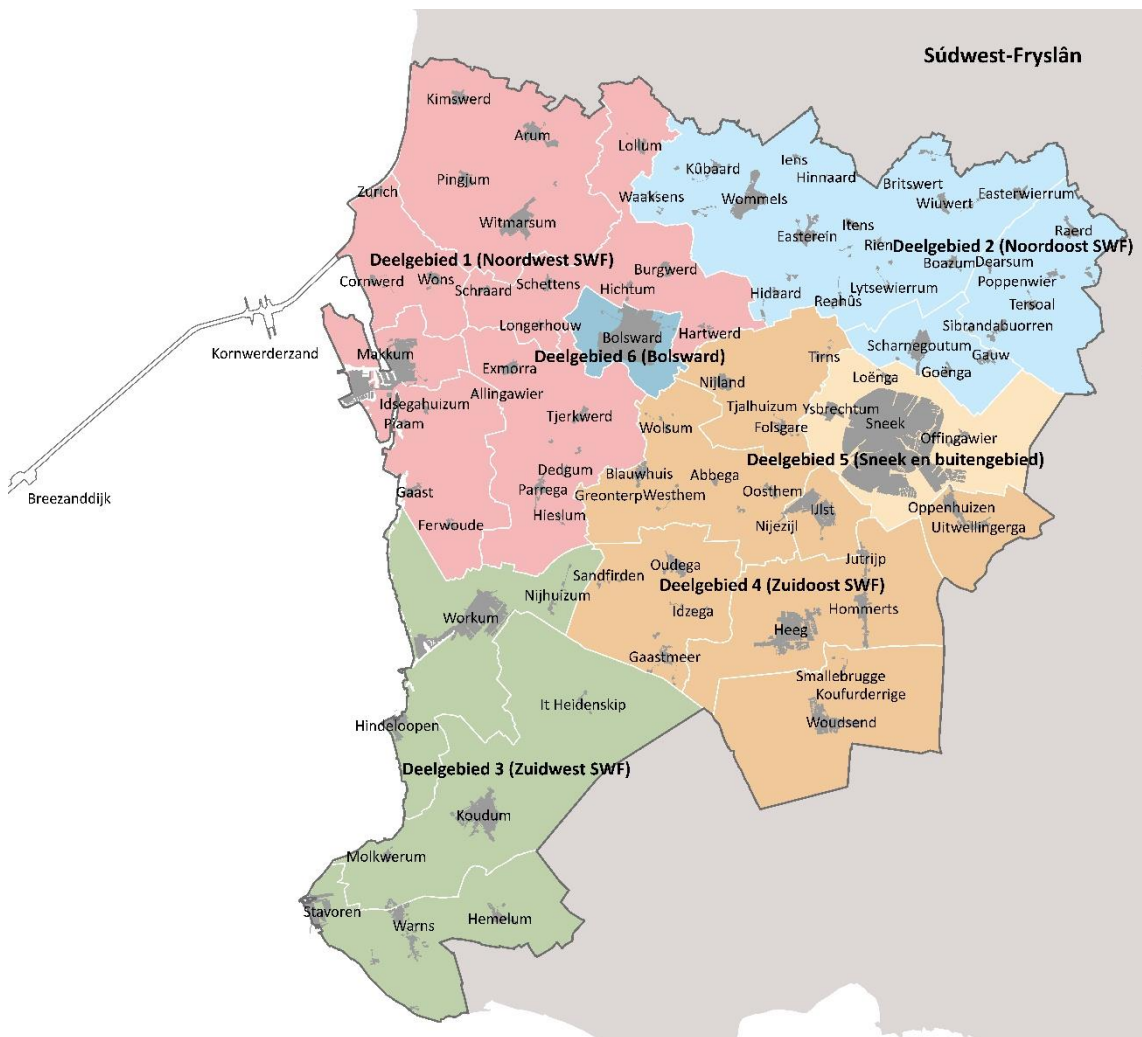 Súdwest-Fryslân
Kimswerd
Arum
Lollum
Kûbaard
Iens
Hinnaard
Britswert
Easterwierrum
Wiuwert
Pingjum
Zurich
Waaksens
Wommels
Witmarsum
Easterein
Itens
Rien
Raerd
Deelgebied 2 (Noordoost SWF)
Deelgebied 1 (Noordwest SWF)
Boazum
Dearsum
Burgwerd
Poppenwier
Cornwerd
Wons
Schraard
Schettens
Hichtum
Hidaard
Reahûs
Lytsewierrum
Tersoal
Longerhouw
Bolsward
Hartwerd
Sibrandabuorren
Kornwerderzand
Makkum
Deelgebied 6 (Bolsward)
Tirns
Scharnegoutum
Gauw
Exmorra
Loënga
Goënga
Nijland
Allingawier
Idsegahuizum
Tjerkwerd
Tjalhuizum
Ysbrechtum
Piaam
Wolsum
Folsgare
Sneek
Offingawier
Deelgebied 5 (Sneek en buitengebied)
Dedgum
Blauwhuis
Abbega
Breezanddijk
Gaast
Parrega
Greonterp
Westhem
Oosthem
Hieslum
IJlst
Oppenhuizen
Ferwoude
Nijezijl
Uitwellingerga
Jutrijp
Oudega
Sandfirden
Deelgebied 4 (Zuidoost SWF)
Nijhuizum
Idzega
Hommerts
Workum
Heeg
Gaastmeer
Smallebrugge
Koufurderrige
It Heidenskip
Woudsend
Hindeloopen
Deelgebied 3 (Zuidwest SWF)
Koudum
Molkwerum
Stavoren
Warns
Hemelum